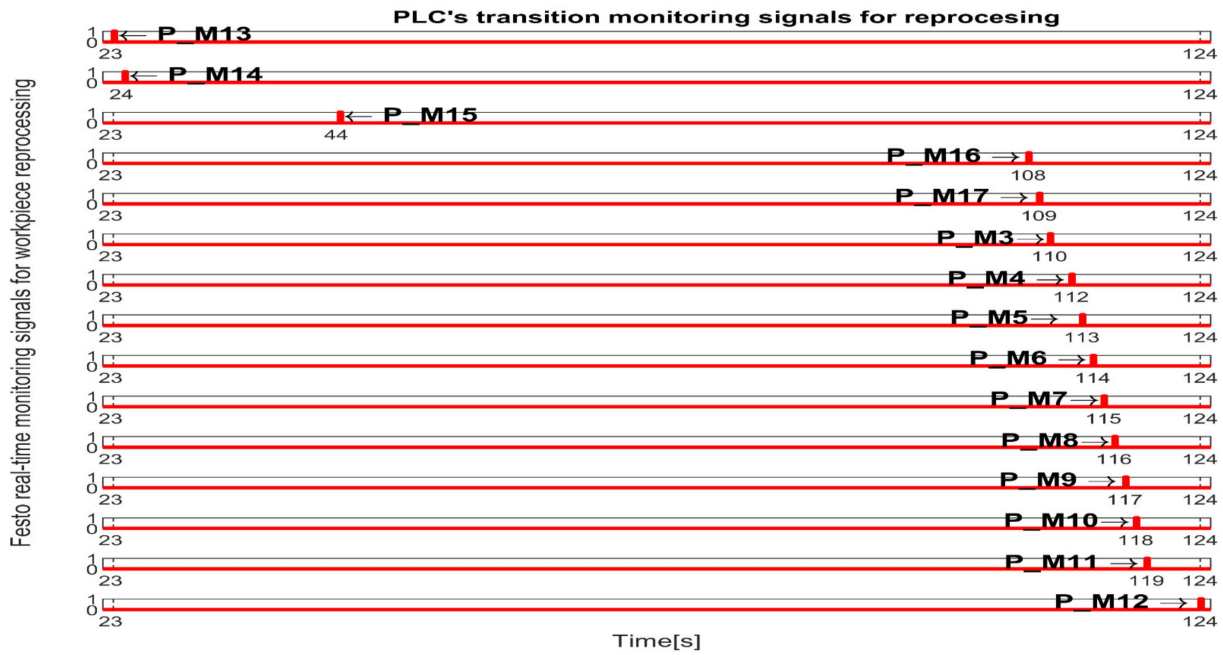 PLC's transition monitoring signals for reprocesing
Festo real-time monitoring signals for workpiece reprocessing
1
0
P_M13
23 124
1
0
P_M14
24 124
1
0
P_M15
23 44 124
1
0
P_M16
23 108 124
1
0
P_M17
23 109 124
1
0
P_M3
23 110 124
1
0
P_M4
23 112 124
1
0
P_M5
23 113 124
1
0
P_M6
23 114 124
1
0
P_M7
23 115 124
1
0
P_M8
23 116 124
1
0
P_M9
23 117 124
1
0
P_M10
23 118 124
1
0
P_M11
23 119 124
1
0
P_M12
23 124
Time[s]